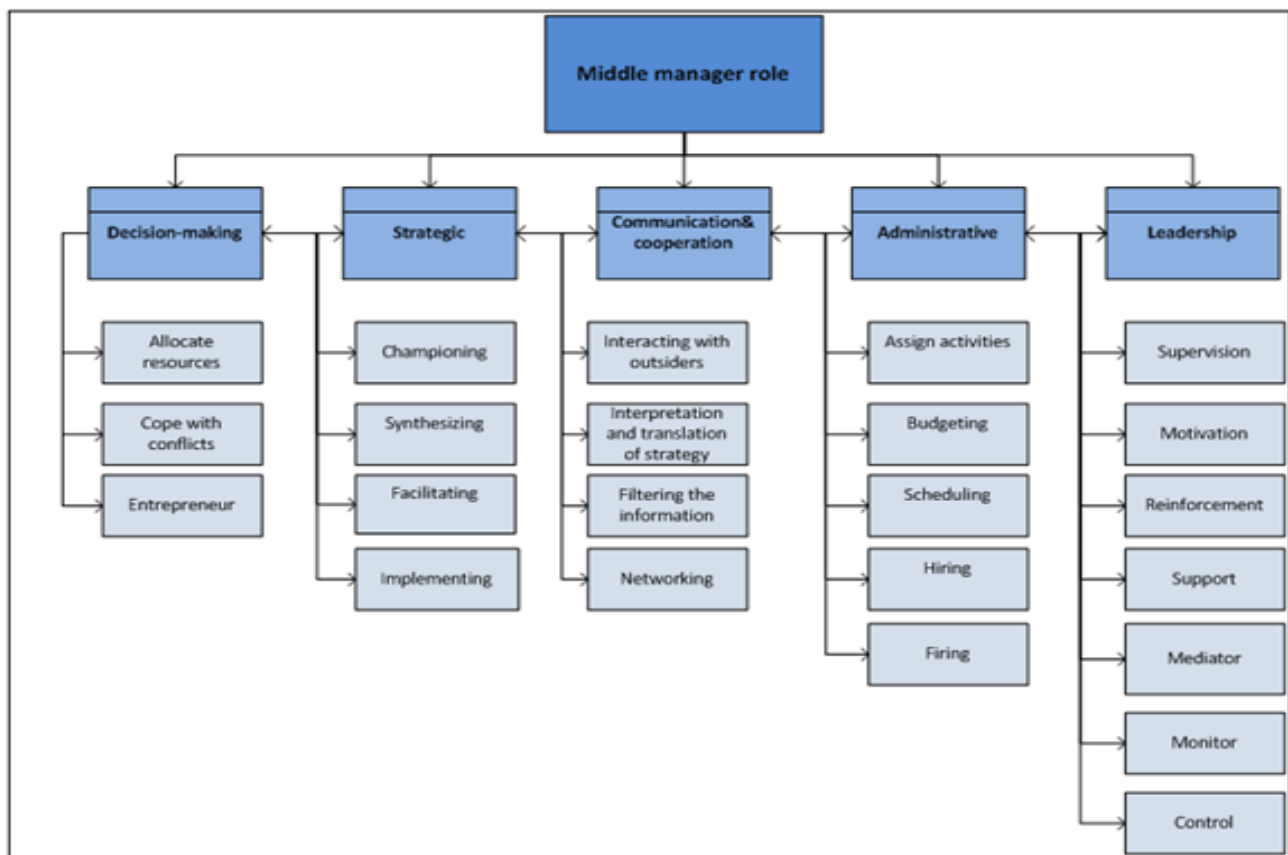 Middle manager role
Decision-making
Strategic
Communication&
cooperation
Administrative
Leadership
Allocate
resources
Cope with
conflicts
Entrepreneur
Championing
Synthesizing
Facilitating
Implementing
Interacting with
outsiders
Interpretation
and translation
of strategy
Filtering the
information
Networking
Assign activities
Budgeting
Scheduling
Hiring
Firing
Supervision
Motivation
Reinforcement
Support
Mediator
Monitor
Control